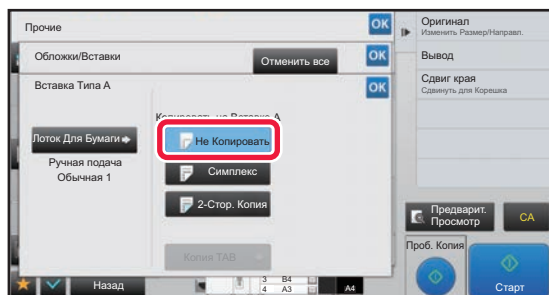 Прочие
OK
Обложки/Вставки
Отменить все
OK
Вставка Типа А
OK
Копировать на Вставке А
Лоток Для Бумаги
Ручная подача
Обычная 1
Не Копировать
Симплекс
2-Стор. Копия
Копия TAB
Назад
3 B4
4 A3
A4
Оригинал
Изменить Размер/Направл.
Вывод
Сдвиг края
Сдвинуть для Корешка
Предварит.
Просмотр
CA
Проб. Копия
Старт